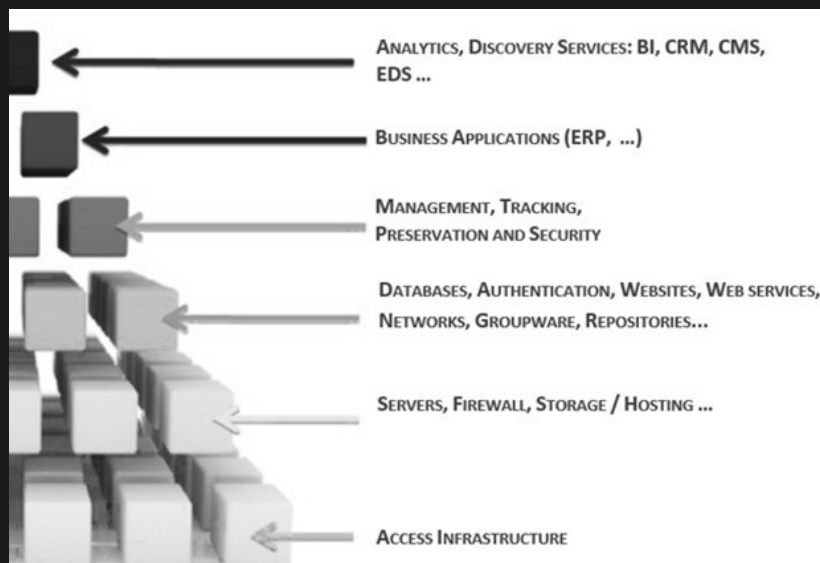 ANALYTICS, DISCOVERY SERVICES: BI, CRM, CMS,
EDS ...
BUSINESS APPLICATIONS (ERP, ...)
MANAGEMENT, TRACKING,
PRESERVATION AND SECURITY
DATABASES, AUTHENTICATION, WEBSITES, WEB SERVICES,
NETWORKS, GROUPWARE, REPOSITORIES...
SERVERS, FIREWALL, STORAGE / HOSTING ...
ACCESS INFRASTRUCTURE